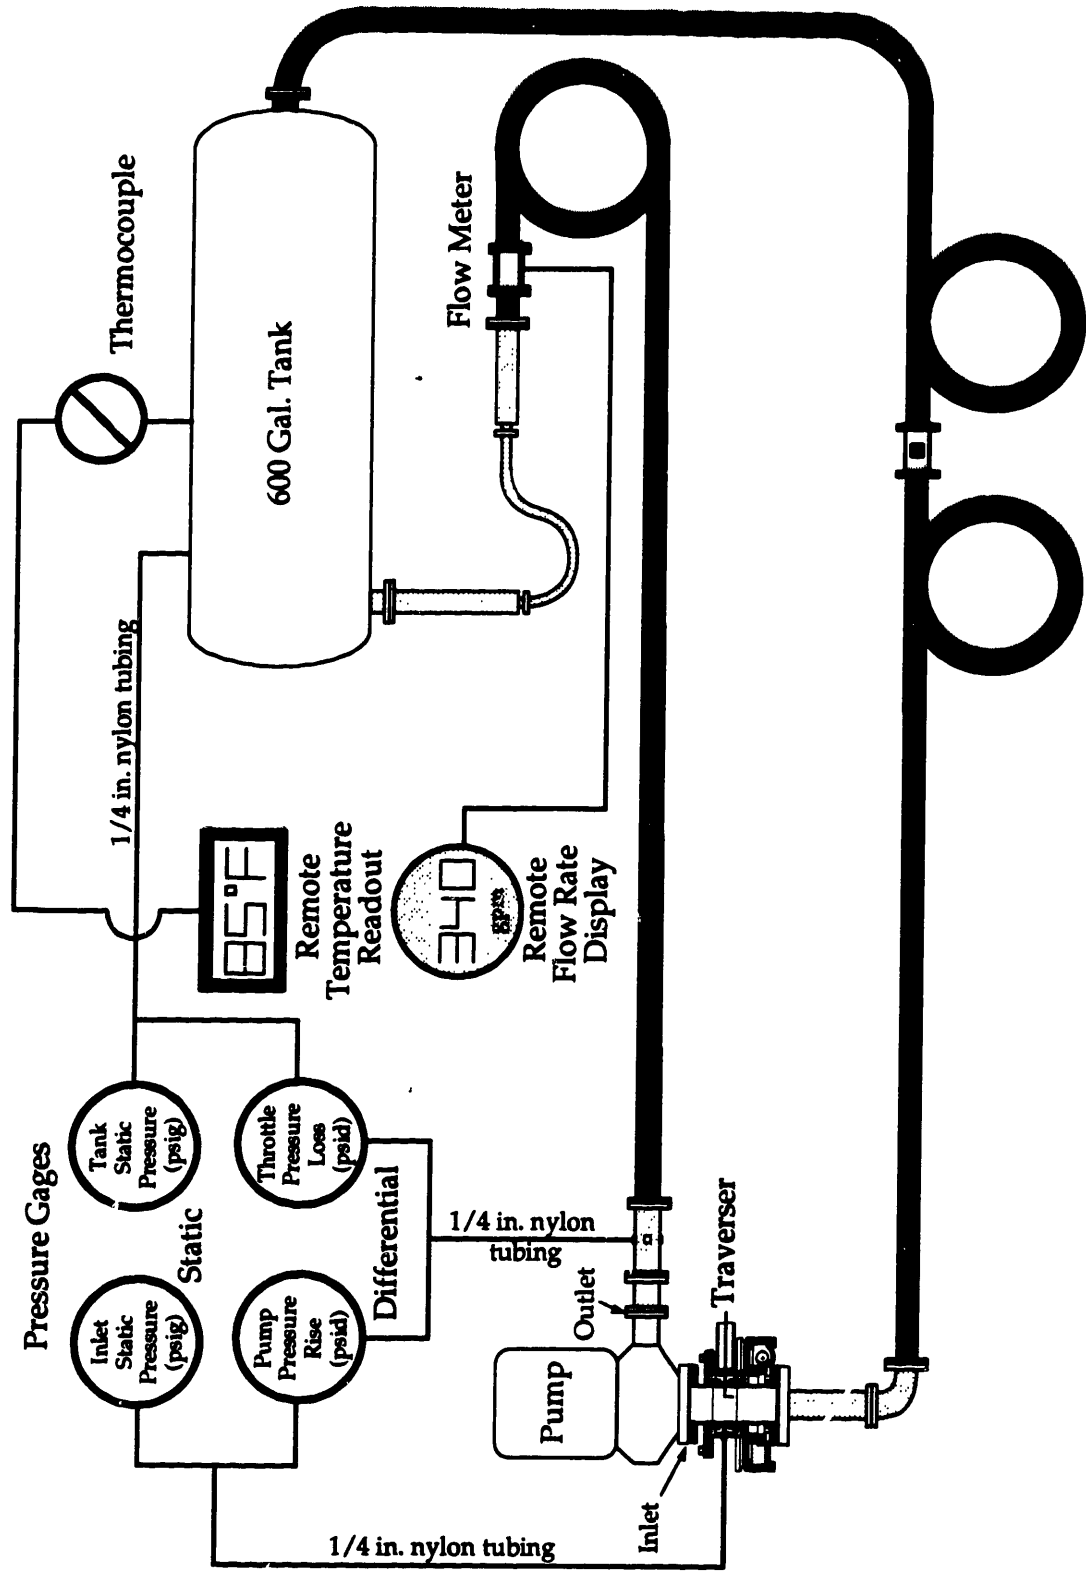 Pressure Gages
Inlet
Static
Pressure
(psig)
Tank
Static
Pressure
(psig)
Static
Pump
Pressure
Rise
(psid)
Throttle
Pressure
Loss
(psid)
Differential
1/4 in. nylon tubing
1/4 in. nylon
tubing
1/4 in. nylon tubing
Thermocouple
600 Gal. Tank
85°F
Remote
Temperature
Readout
340
gpm
Remote
Flow Rate
Display
Flow Meter
Pump
Outlet
Inlet
Traverser